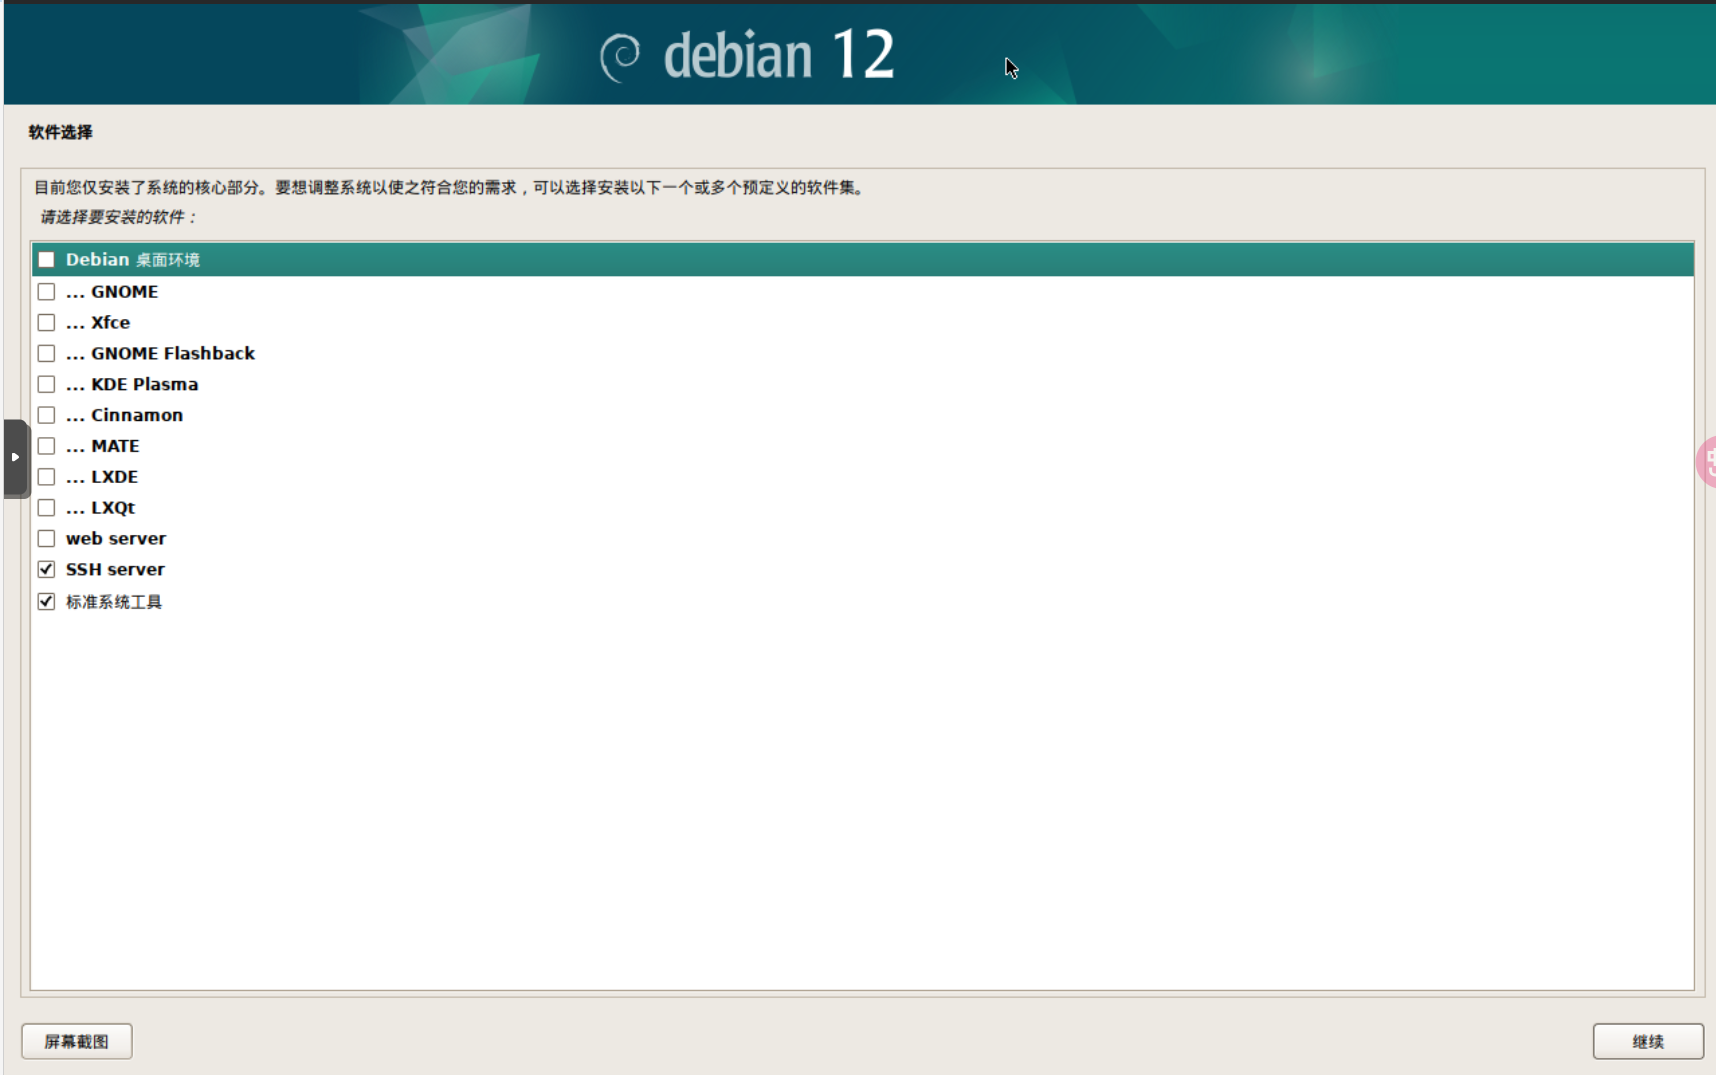 debian 12
软件选择
目前您仅安装了系统的核心部分。要想调整系统以使之符合您的需求，可以选择安装以下一个或多个预定义的软件集。
请选择要安装的软件：
Debian 桌面环境
... GNOME
... Xfce
... GNOME Flashback
... KDE Plasma
... Cinnamon
... MATE
... LXDE
... LXQt
web server
SSH server
标准系统工具
屏幕截图
继续